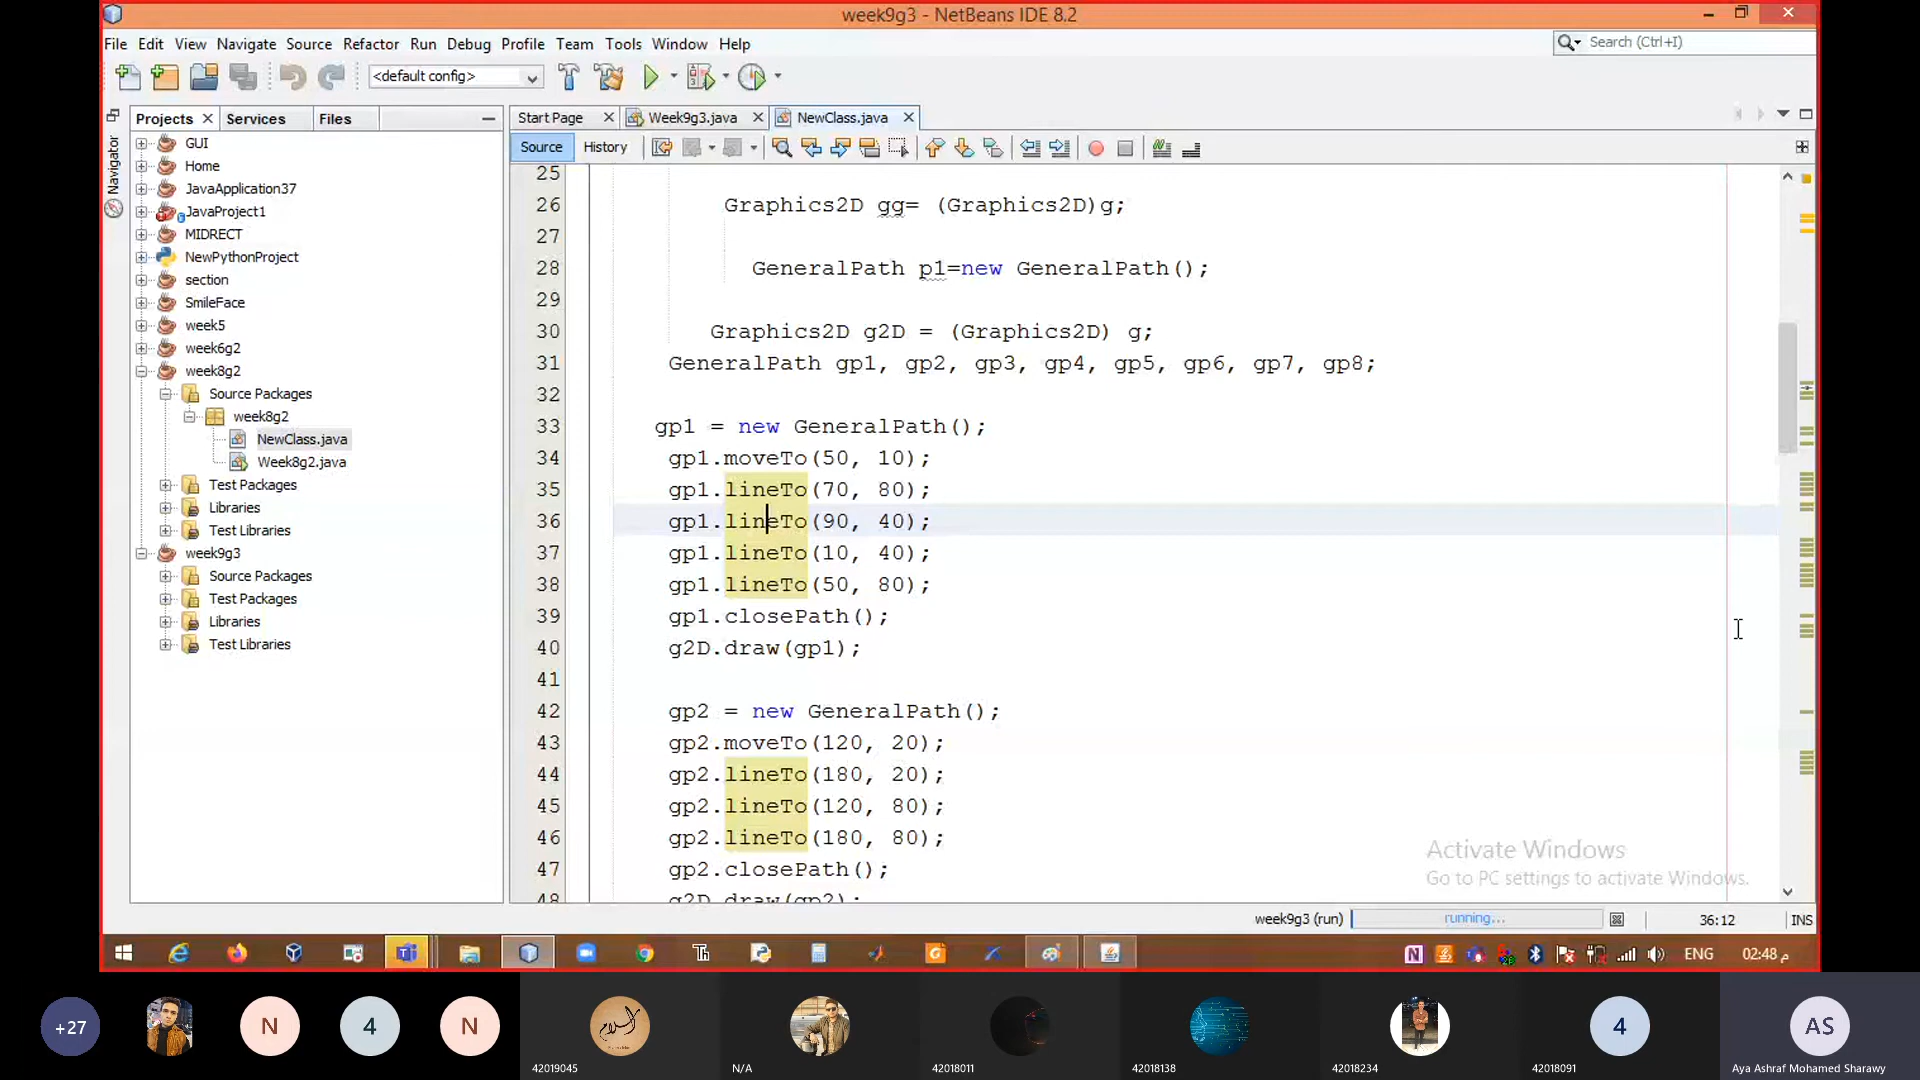 week9g3 - NetBeans IDE 8.2
File Edit View Navigate Source Refactor Run Debug Profile Team Tools Window Help
Search (Ctrl+I)
<default config>
Projects Services Files
Start Page Week9g3.java NewClass.java
Source History
Navigator
GUI
Home
JavaApplication37
JavaProject1
MIDRECT
NewPythonProject
section
SmileFace
week5
week6g2
week8g2
Source Packages
week8g2
NewClass.java
Week8g2.java
Test Packages
Libraries
Test Libraries
week9g3
Source Packages
Test Packages
Libraries
Test Libraries
25
26 Graphics2D gg= (Graphics2D)g;
27
28 GeneralPath p1=new GeneralPath();
29
30 Graphics2D g2D = (Graphics2D) g;
31 GeneralPath gp1, gp2, gp3, gp4, gp5, gp6, gp7, gp8;
32
33 gp1 = new GeneralPath();
34 gp1.moveTo(50, 10);
35 gp1.lineTo(70, 80);
36 gp1.lineTo(90, 40);
37 gp1.lineTo(10, 40);
38 gp1.lineTo(50, 80);
39 gp1.closePath();
40 g2D.draw(gp1);
41
42 gp2 = new GeneralPath();
43 gp2.moveTo(120, 20);
44 gp2.lineTo(180, 20);
45 gp2.lineTo(120, 80);
46 gp2.lineTo(180, 80);
47 gp2.closePath();
48 g2D.draw(gp2);
Activate Windows
Go to PC settings to activate Windows.
week9g3 (run) running... 36:12 INS
ENG 02:48 م
+27 N 4 N 4 AS
42019045 N/A 42018011 42018138 42018234 42018091 Aya Ashraf Mohamed Sharawy